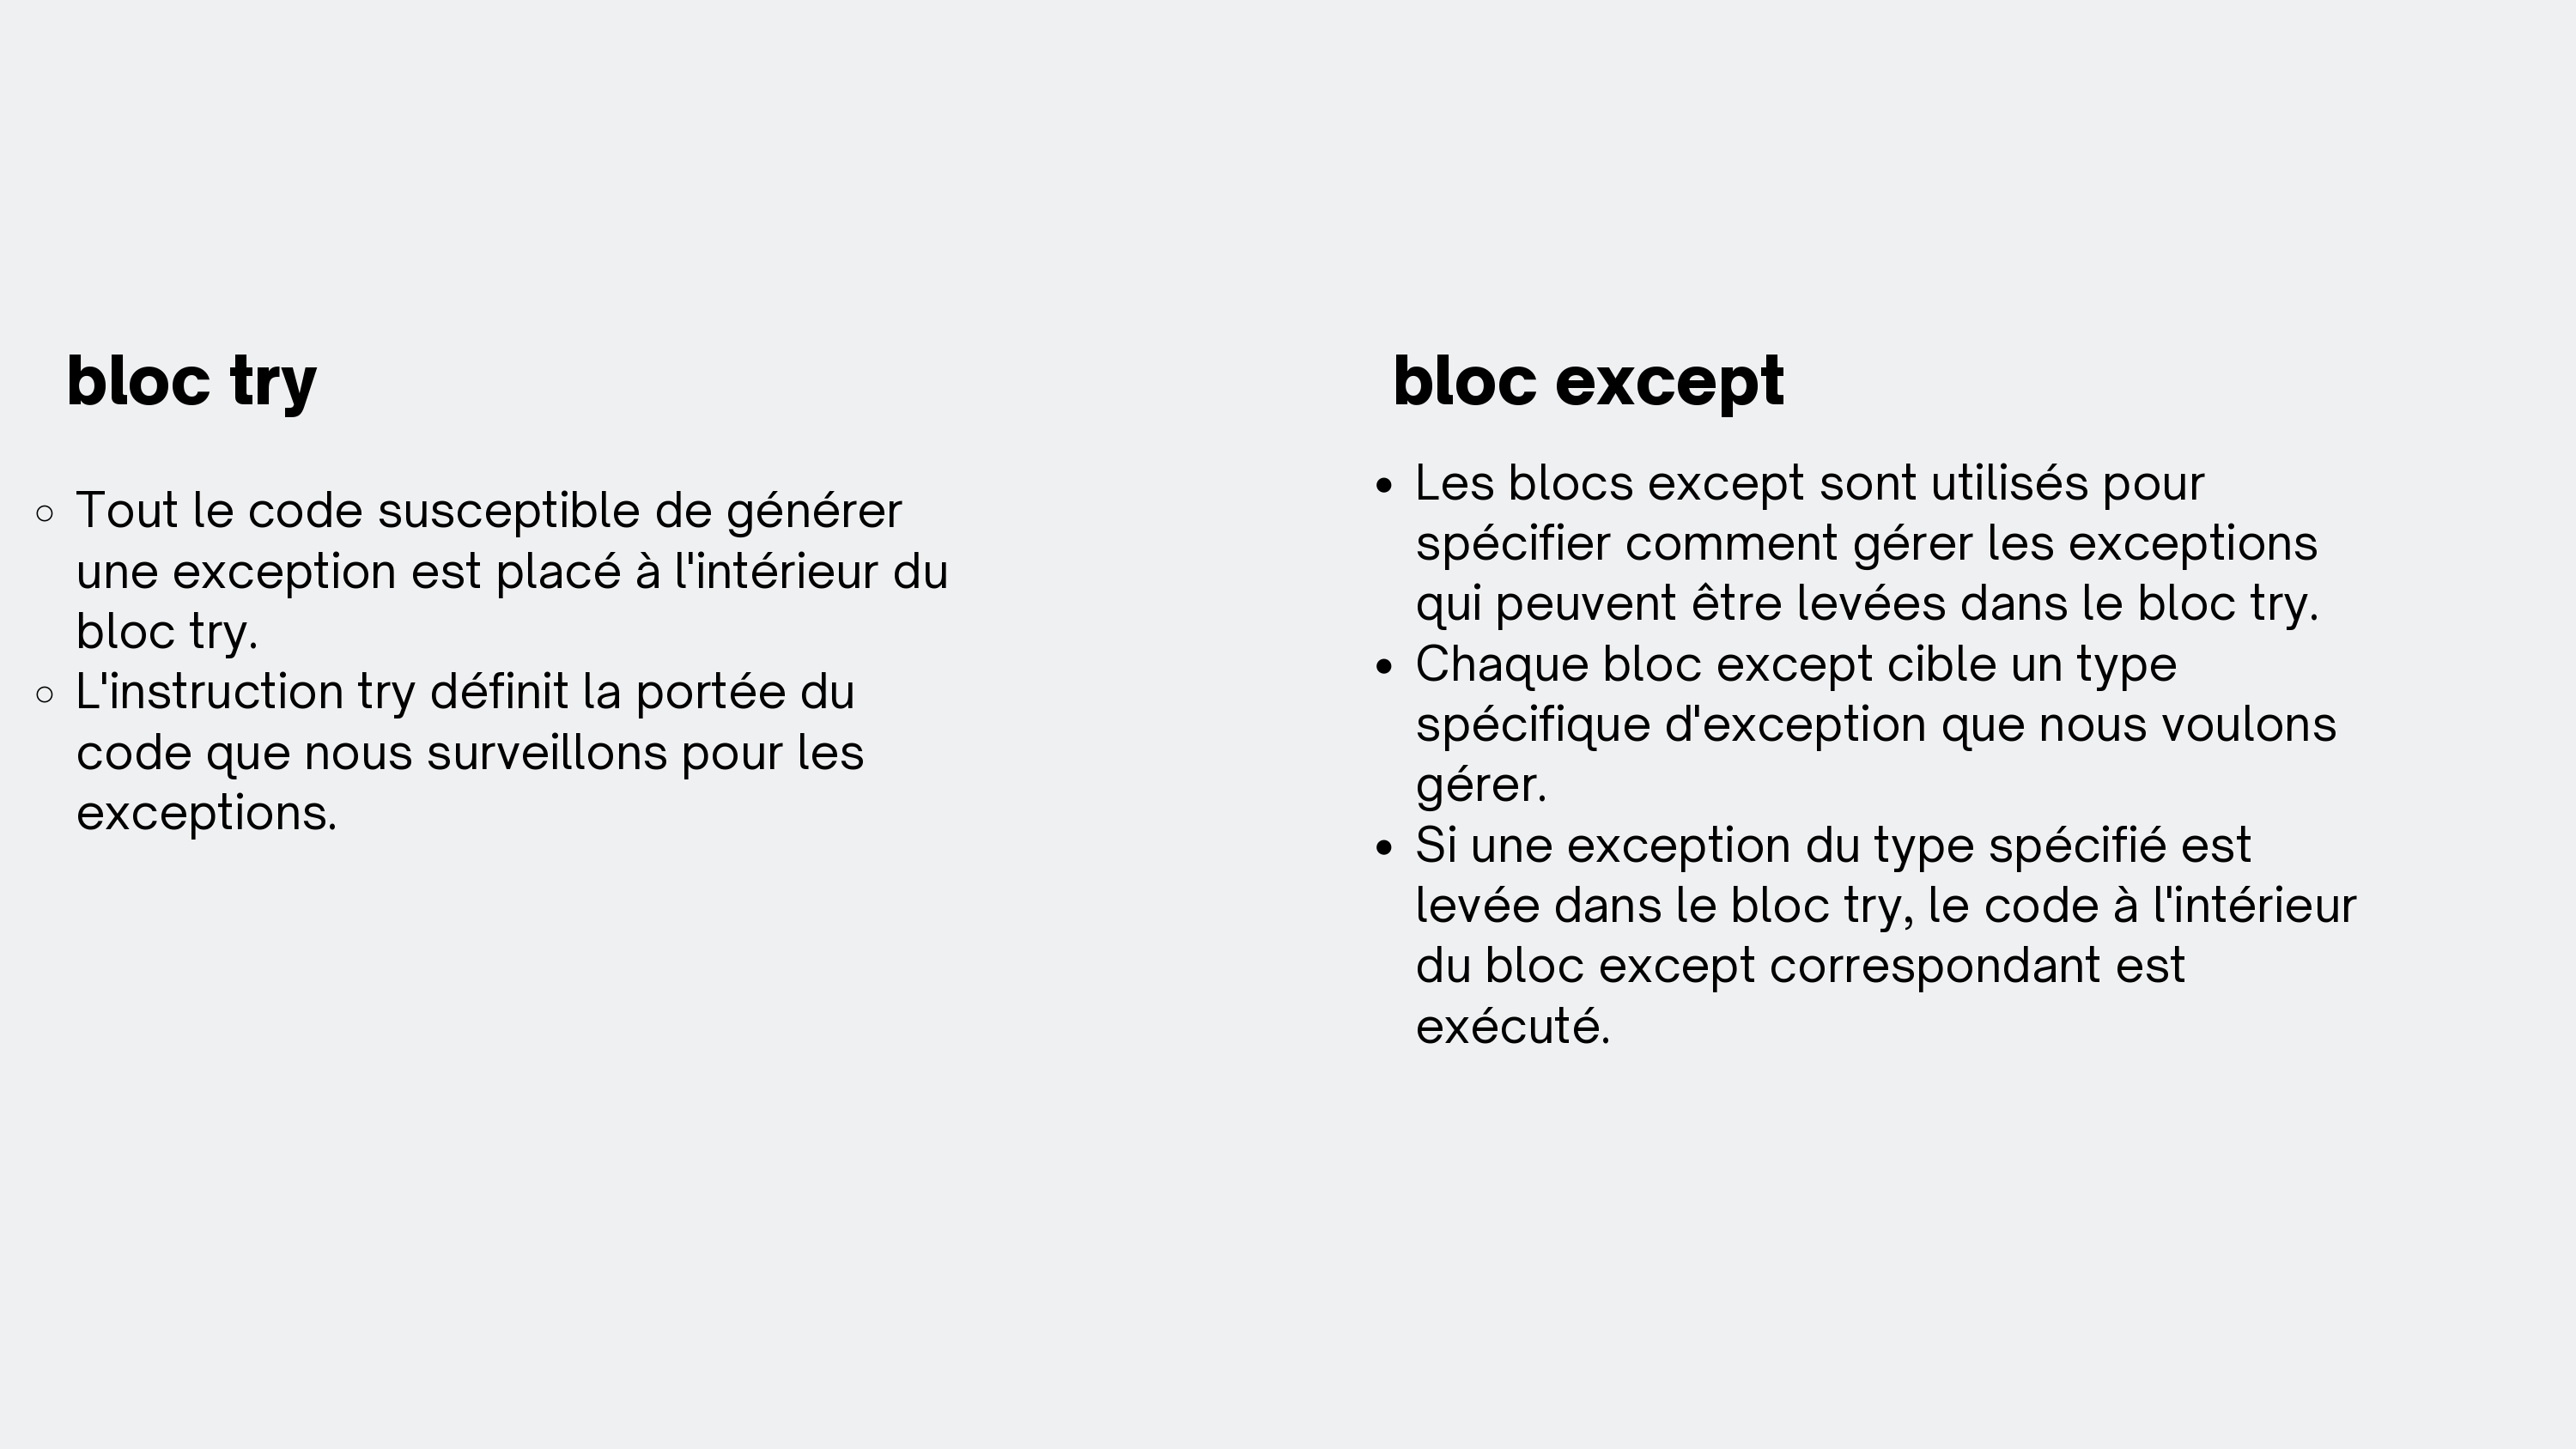 bloc try
Tout le code susceptible de générer
une exception est placé à l'intérieur du
bloc try.
L'instruction try définit la portée du
code que nous surveillons pour les
exceptions.
bloc except
Les blocs except sont utilisés pour
spécifier comment gérer les exceptions
qui peuvent être levées dans le bloc try.
Chaque bloc except cible un type
spécifique d'exception que nous voulons
gérer.
Si une exception du type spécifié est
levée dans le bloc try, le code à l'intérieur
du bloc except correspondant est
exécuté.